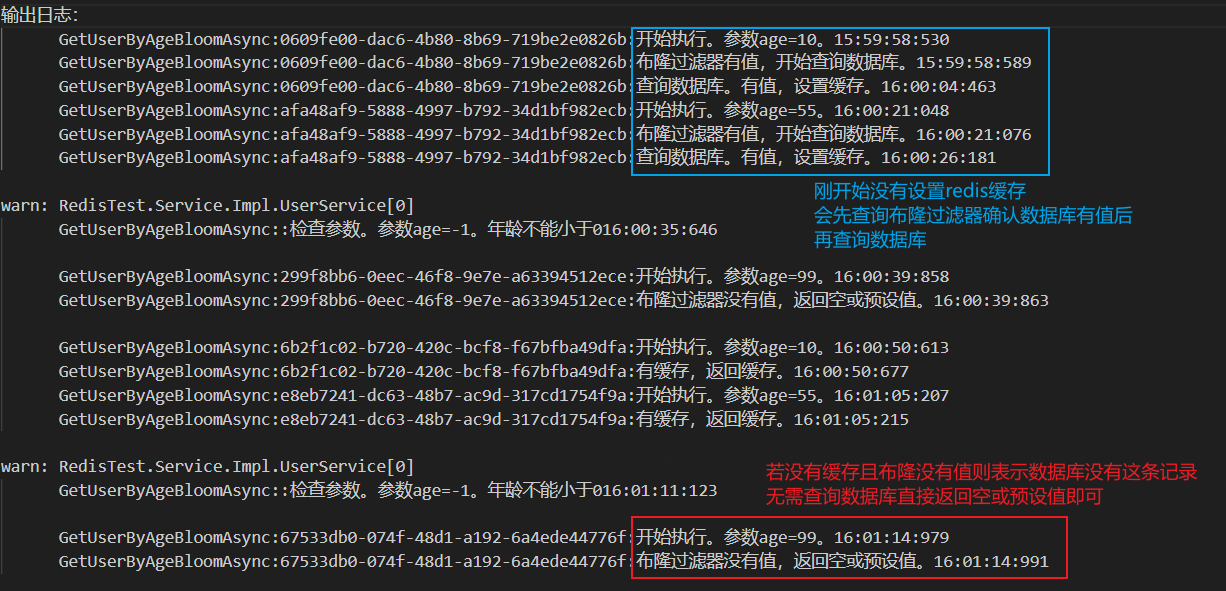 输出日志:
GetUserByAgeBloomAsync:0609fe00-dac6-4b80-8b69-719be2e0826b:开始执行。参数age=10。15:59:58:530
GetUserByAgeBloomAsync:0609fe00-dac6-4b80-8b69-719be2e0826b:布隆过滤器有值，开始查询数据库。15:59:58:589
GetUserByAgeBloomAsync:0609fe00-dac6-4b80-8b69-719be2e0826b:查询数据库。有值，设置缓存。16:00:04:463
GetUserByAgeBloomAsync:afa48af9-5888-4997-b792-34d1bf982ecb:开始执行。参数age=55。16:00:21:048
GetUserByAgeBloomAsync:afa48af9-5888-4997-b792-34d1bf982ecb:布隆过滤器有值，开始查询数据库。16:00:21:076
GetUserByAgeBloomAsync:afa48af9-5888-4997-b792-34d1bf982ecb:查询数据库。有值，设置缓存。16:00:26:181
刚开始没有设置redis缓存
会先查询布隆过滤器确认数据库有值后
再查询数据库
warn: RedisTest.Service.Impl.UserService[0]
GetUserByAgeBloomAsync::检查参数。参数age=-1。年龄不能小于016:00:35:646
GetUserByAgeBloomAsync:299f8bb6-0eec-46f8-9e7e-a63394512ece:开始执行。参数age=99。16:00:39:858
GetUserByAgeBloomAsync:299f8bb6-0eec-46f8-9e7e-a63394512ece:布隆过滤器没有值，返回空或预设值。16:00:39:863
GetUserByAgeBloomAsync:6b2f1c02-b720-420c-bcf8-f67bfba49dfa:开始执行。参数age=10。16:00:50:613
GetUserByAgeBloomAsync:6b2f1c02-b720-420c-bcf8-f67bfba49dfa:有缓存，返回缓存。16:00:50:677
GetUserByAgeBloomAsync:e8eb7241-dc63-48b7-ac9d-317cd1754f9a:开始执行。参数age=55。16:01:05:207
GetUserByAgeBloomAsync:e8eb7241-dc63-48b7-ac9d-317cd1754f9a:有缓存，返回缓存。16:01:05:215
warn: RedisTest.Service.Impl.UserService[0]
GetUserByAgeBloomAsync::检查参数。参数age=-1。年龄不能小于016:01:11:123
若没有缓存且布隆没有值则表示数据库没有这条记录
无需查询数据库直接返回空或预设值即可
GetUserByAgeBloomAsync:67533db0-074f-48d1-a192-6a4ede44776f:开始执行。参数age=99。16:01:14:979
GetUserByAgeBloomAsync:67533db0-074f-48d1-a192-6a4ede44776f:布隆过滤器没有值，返回空或预设值。16:01:14:991